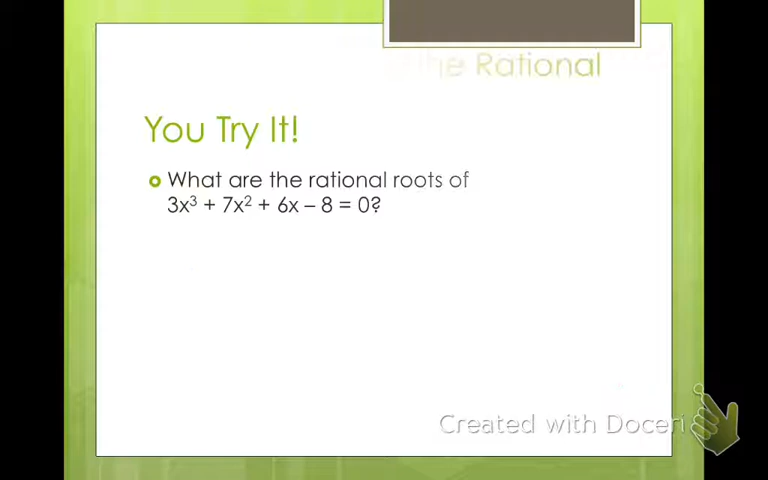 the Rational
You Try It!
What are the rational roots of
3x³ + 7x² + 6x – 8 = 0?
Created with Doceri